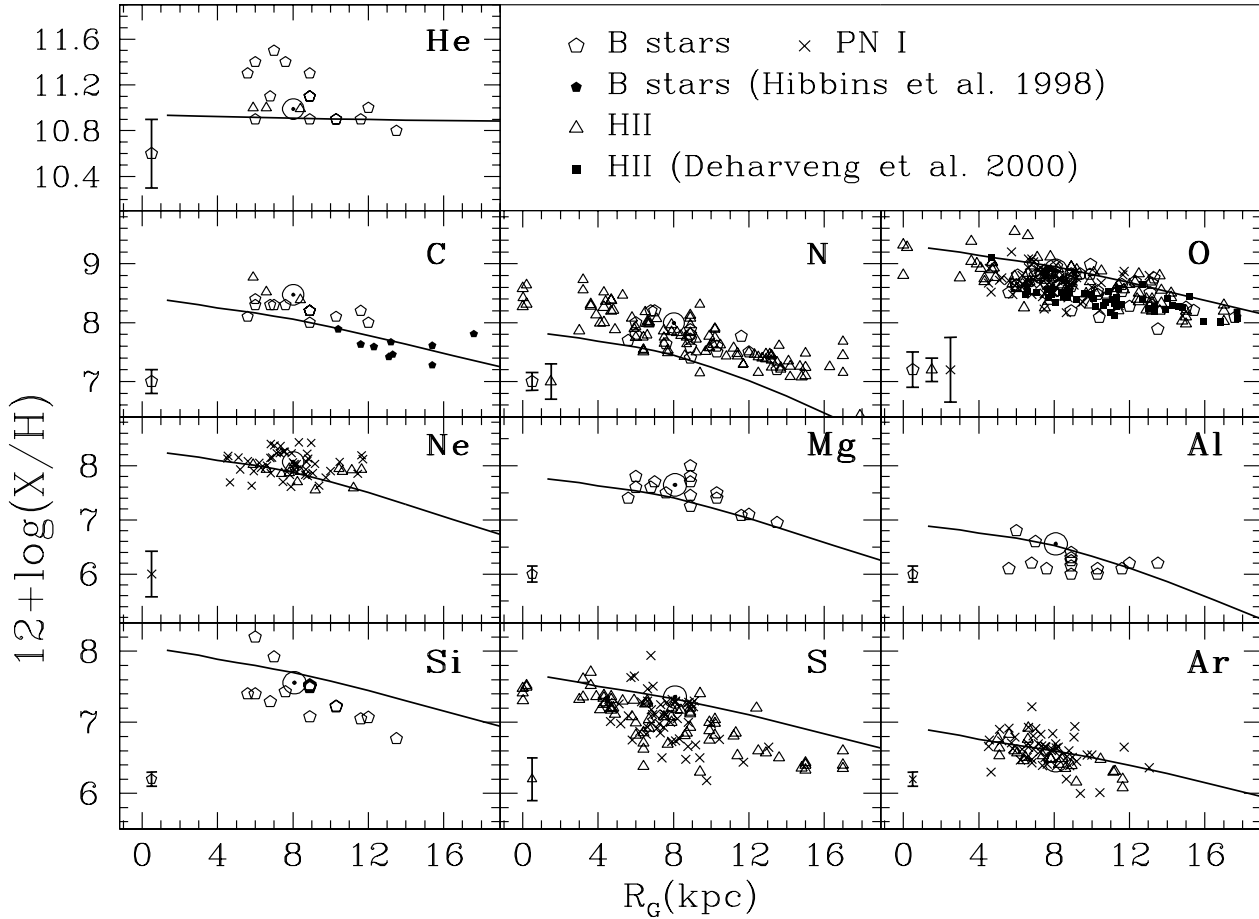 He
B stars
PN I
B stars (Hibbins et al. 1998)
HII
HII (Deharveng et al. 2000)
11.6
11.2
10.8
10.4
C
N
O
9
8
7
Ne
Mg
Al
8
7
6
Si
S
Ar
8
7
6
0 4 8 12 16
0 4 8 12 16
0 4 8 12 16
12+log(X/H)
R_G(kpc)